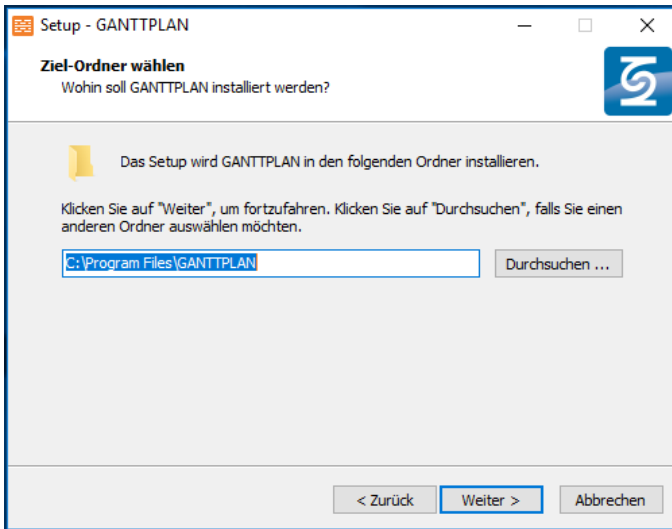 Setup - GANTTPLAN
Ziel-Ordner wählen
Wohin soll GANTTPLAN installiert werden?
Das Setup wird GANTTPLAN in den folgenden Ordner installieren.
Klicken Sie auf "Weiter", um fortzufahren. Klicken Sie auf "Durchsuchen", falls Sie einen
anderen Ordner auswählen möchten.
C:\Program Files\GANTTPLAN
Durchsuchen ...
< Zurück
Weiter >
Abbrechen